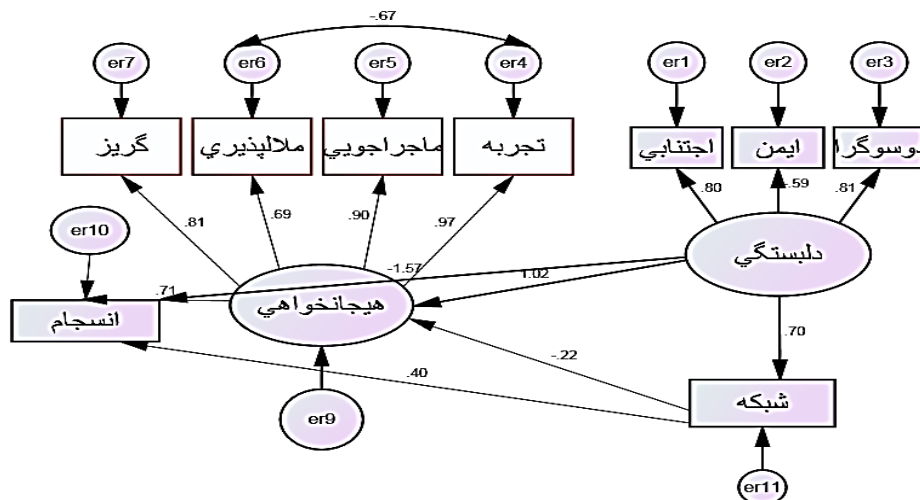 -.67
er7 er6 er5 er4 er1 er2 er3
گريز ملالپذيري ماجراجويي تجربه اجتنابي ايمن دوسوگرا
.81 .69 .90 .97 .80 -.59 .81
er10
دلبستگي
-1.57 1.02
.71 هيجانخواهي
انسجام
.70
-.22
.40
شبكه
er9
er11